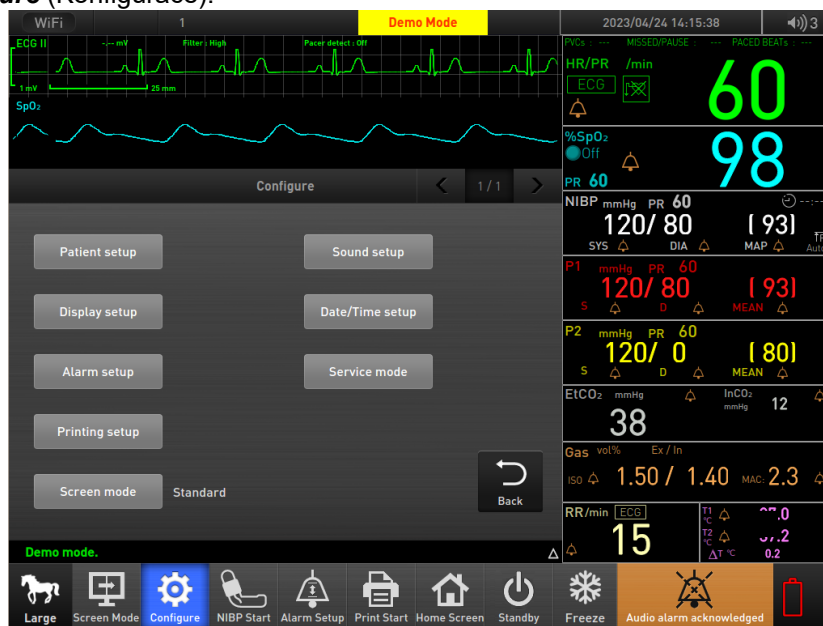 (Konfigurace).
WiFi 1 Demo Mode 2023/04/24 14:15:38 3
ECG II -.-- mV Filter : High Pacer detect : Off
1 mV 25 mm
SpO₂
PVCs : --- MISSED/PAUSE : --- PACED BEATs : ---
HR/PR /min
ECG
60
%SpO₂
Off
98
PR 60
Configure 1 / 1
Patient setup Sound setup
Display setup Date/Time setup
Alarm setup Service mode
Printing setup
Screen mode Standard
Back
NIBP mmHg PR 60 --:--
120/ 80 ( 93)
SYS DIA MAP
P1 mmHg PR 60
120/ 80 ( 93)
S D MEAN
P2 mmHg PR 60
120/ 0 ( 80)
S D MEAN
EtCO₂ mmHg InCO₂
mmHg 12
38
Gas vol% Ex / In
ISO 1.50 / 1.40 MAC: 2.3
RR/min ECG
15
T1
°C
T2
°C
ΔT °C 0.2
Demo mode.
Large Screen Mode Configure NIBP Start Alarm Setup Print Start Home Screen Standby Freeze Audio alarm acknowledged